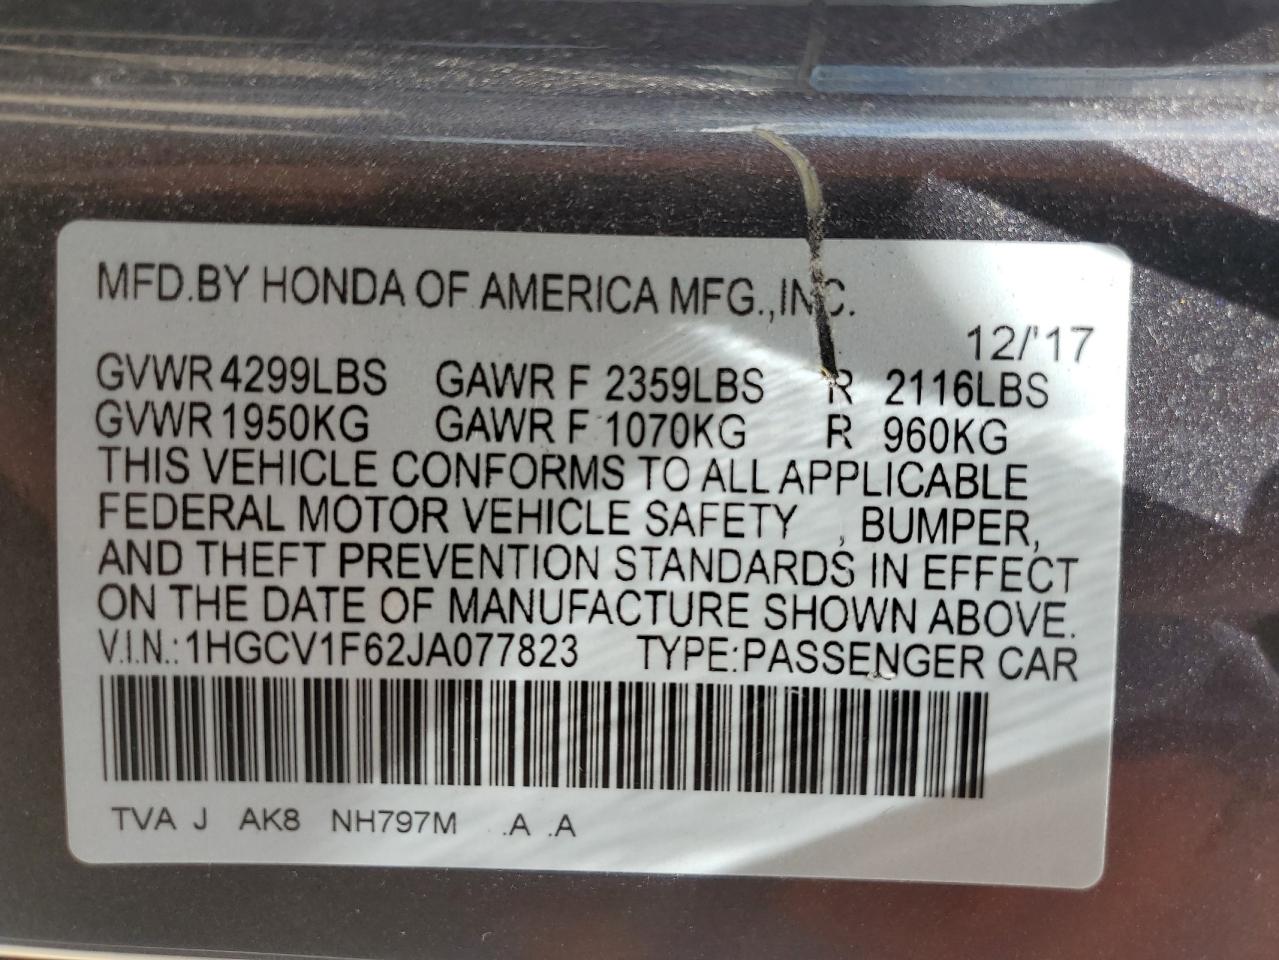 MFD.BY HONDA OF AMERICA MFG.,INC.
12/'17
GVWR 4299LBS GAWR F 2359LBS R 2116LBS
GVWR 1950KG GAWR F 1070KG R 960KG
THIS VEHICLE CONFORMS TO ALL APPLICABLE
FEDERAL MOTOR VEHICLE SAFETY , BUMPER,
AND THEFT PREVENTION STANDARDS IN EFFECT
ON THE DATE OF MANUFACTURE SHOWN ABOVE.
V.I.N.:1HGCV1F62JA077823 TYPE:PASSENGER CAR
TVA J AK8 NH797M .A .A